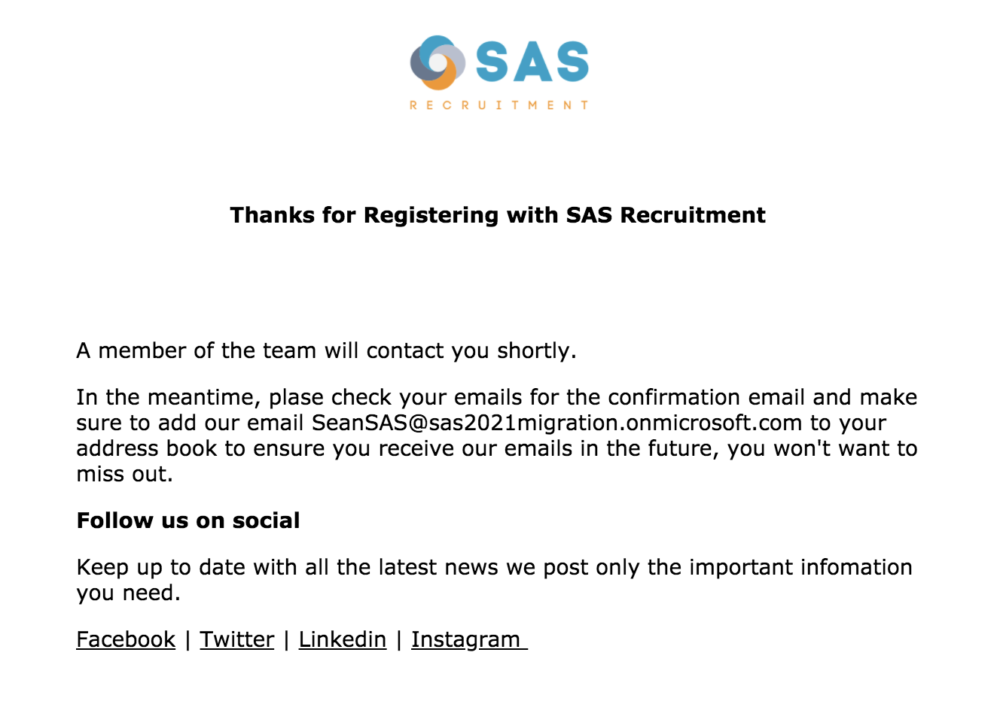 SAS
RECRUITMENT
Thanks for Registering with SAS Recruitment
A member of the team will contact you shortly.
In the meantime, plase check your emails for the confirmation email and make
sure to add our email SeanSAS@sas2021migration.onmicrosoft.com to your
address book to ensure you receive our emails in the future, you won't want to
miss out.
Follow us on social
Keep up to date with all the latest news we post only the important infomation
you need.
Facebook | Twitter | Linkedin | Instagram